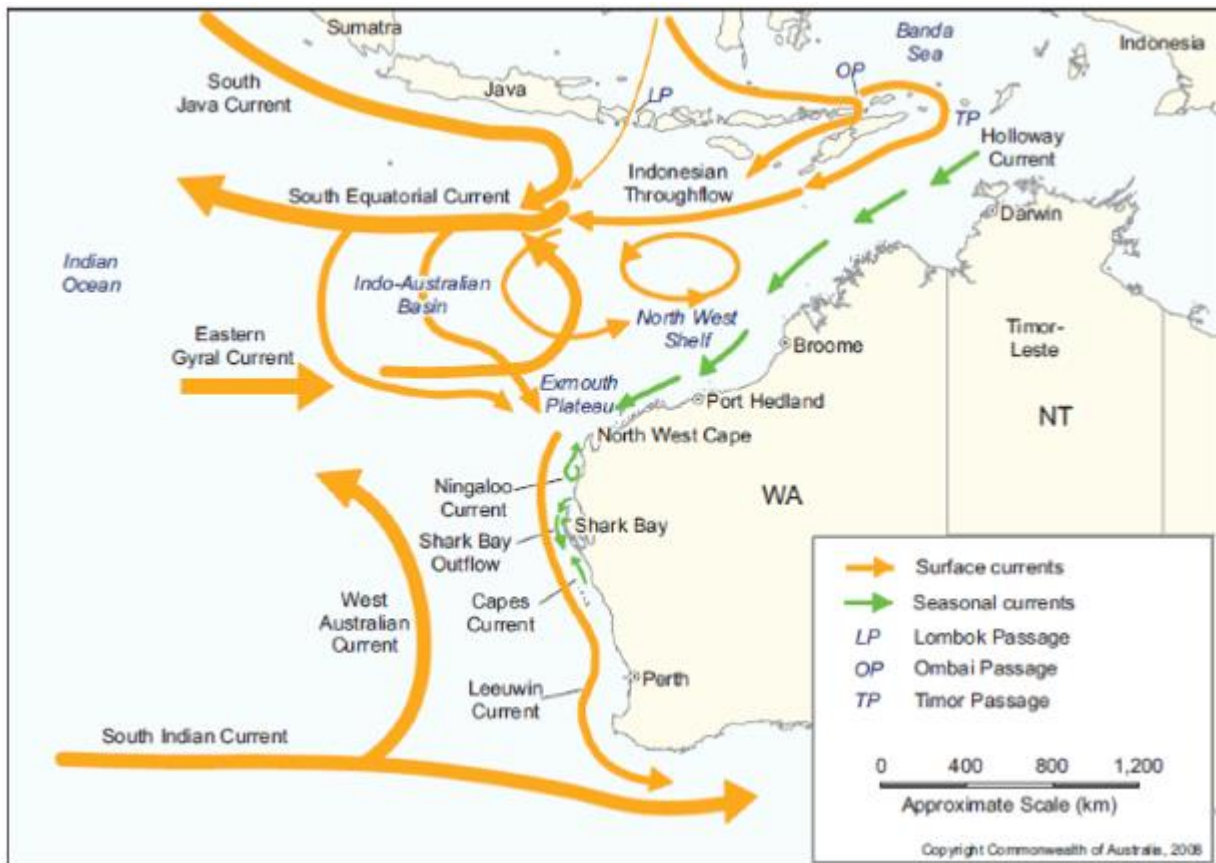 Sumatra
Banda
Sea
Indonesia
South
Java Current
Java
LP
OP
TP
Holloway
Current
Indonesian
Throughflow
South Equatorial Current
Darwin
Indian
Ocean
Indo-Australian
Basin
North West
Shelf
Eastern
Gyral Current
Broome
Timor-
Leste
Exmouth
Plateau
Port Hedland
NT
North West Cape
Ningaloo
Current
WA
Shark Bay
Shark Bay
Outflow
Capes
Current
West
Australian
Current
Leeuwin
Current
Perth
South Indian Current
Surface currents
Seasonal currents
LP Lombok Passage
OP Ombai Passage
TP Timor Passage
0 400 800 1,200
Approximate Scale (km)
Copyright Commonwealth of Australia, 2008